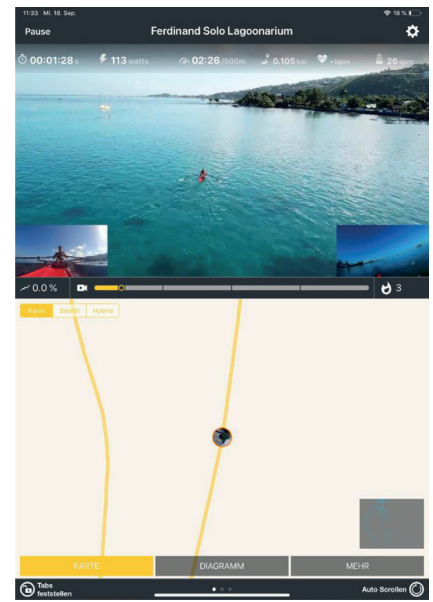 11:33 Mi. 18. Sep.
18 %
Pause
Ferdinand Solo Lagoonarium
00:01:28 s
113 watts
02:26 /500m
0.105 km
- bpm
26 spm
0.0 %
3
Karte
Satellit
Hybrid
KARTE
DIAGRAMM
MEHR
Tabs
feststellen
Auto Scrollen